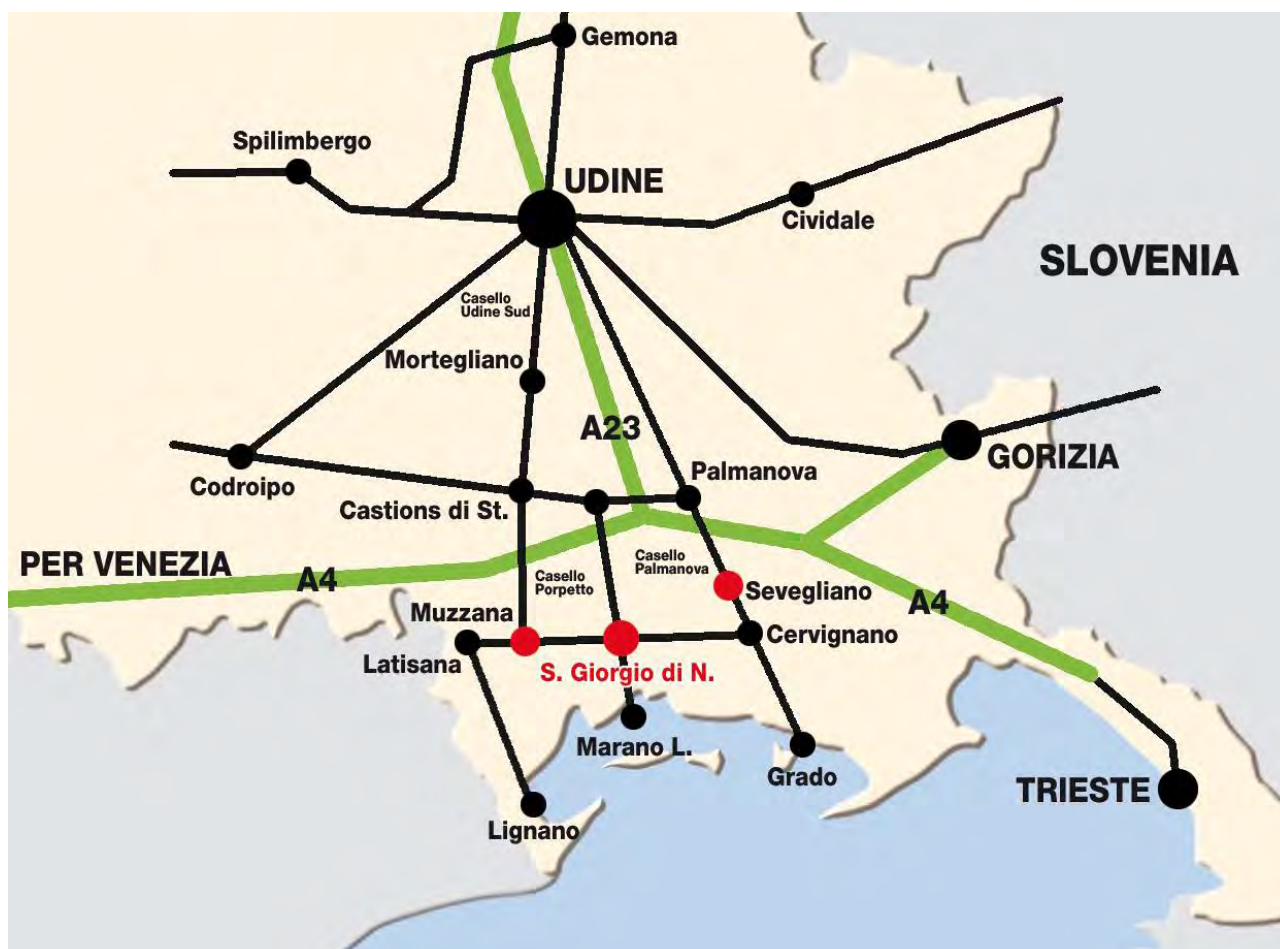 Gemona
Spilimbergo
UDINE
Cividale
SLOVENIA
Casello
Udine Sud
Mortegliano
A23
GORIZIA
Palmanova
Codroipo
Castions di St.
PER VENEZIA
A4
Casello
Porpetto
Casello
Palmanova
Sevegliano
A4
Muzzana
Cervignano
Latisana
S. Giorgio di N.
Marano L.
Grado
TRIESTE
Lignano